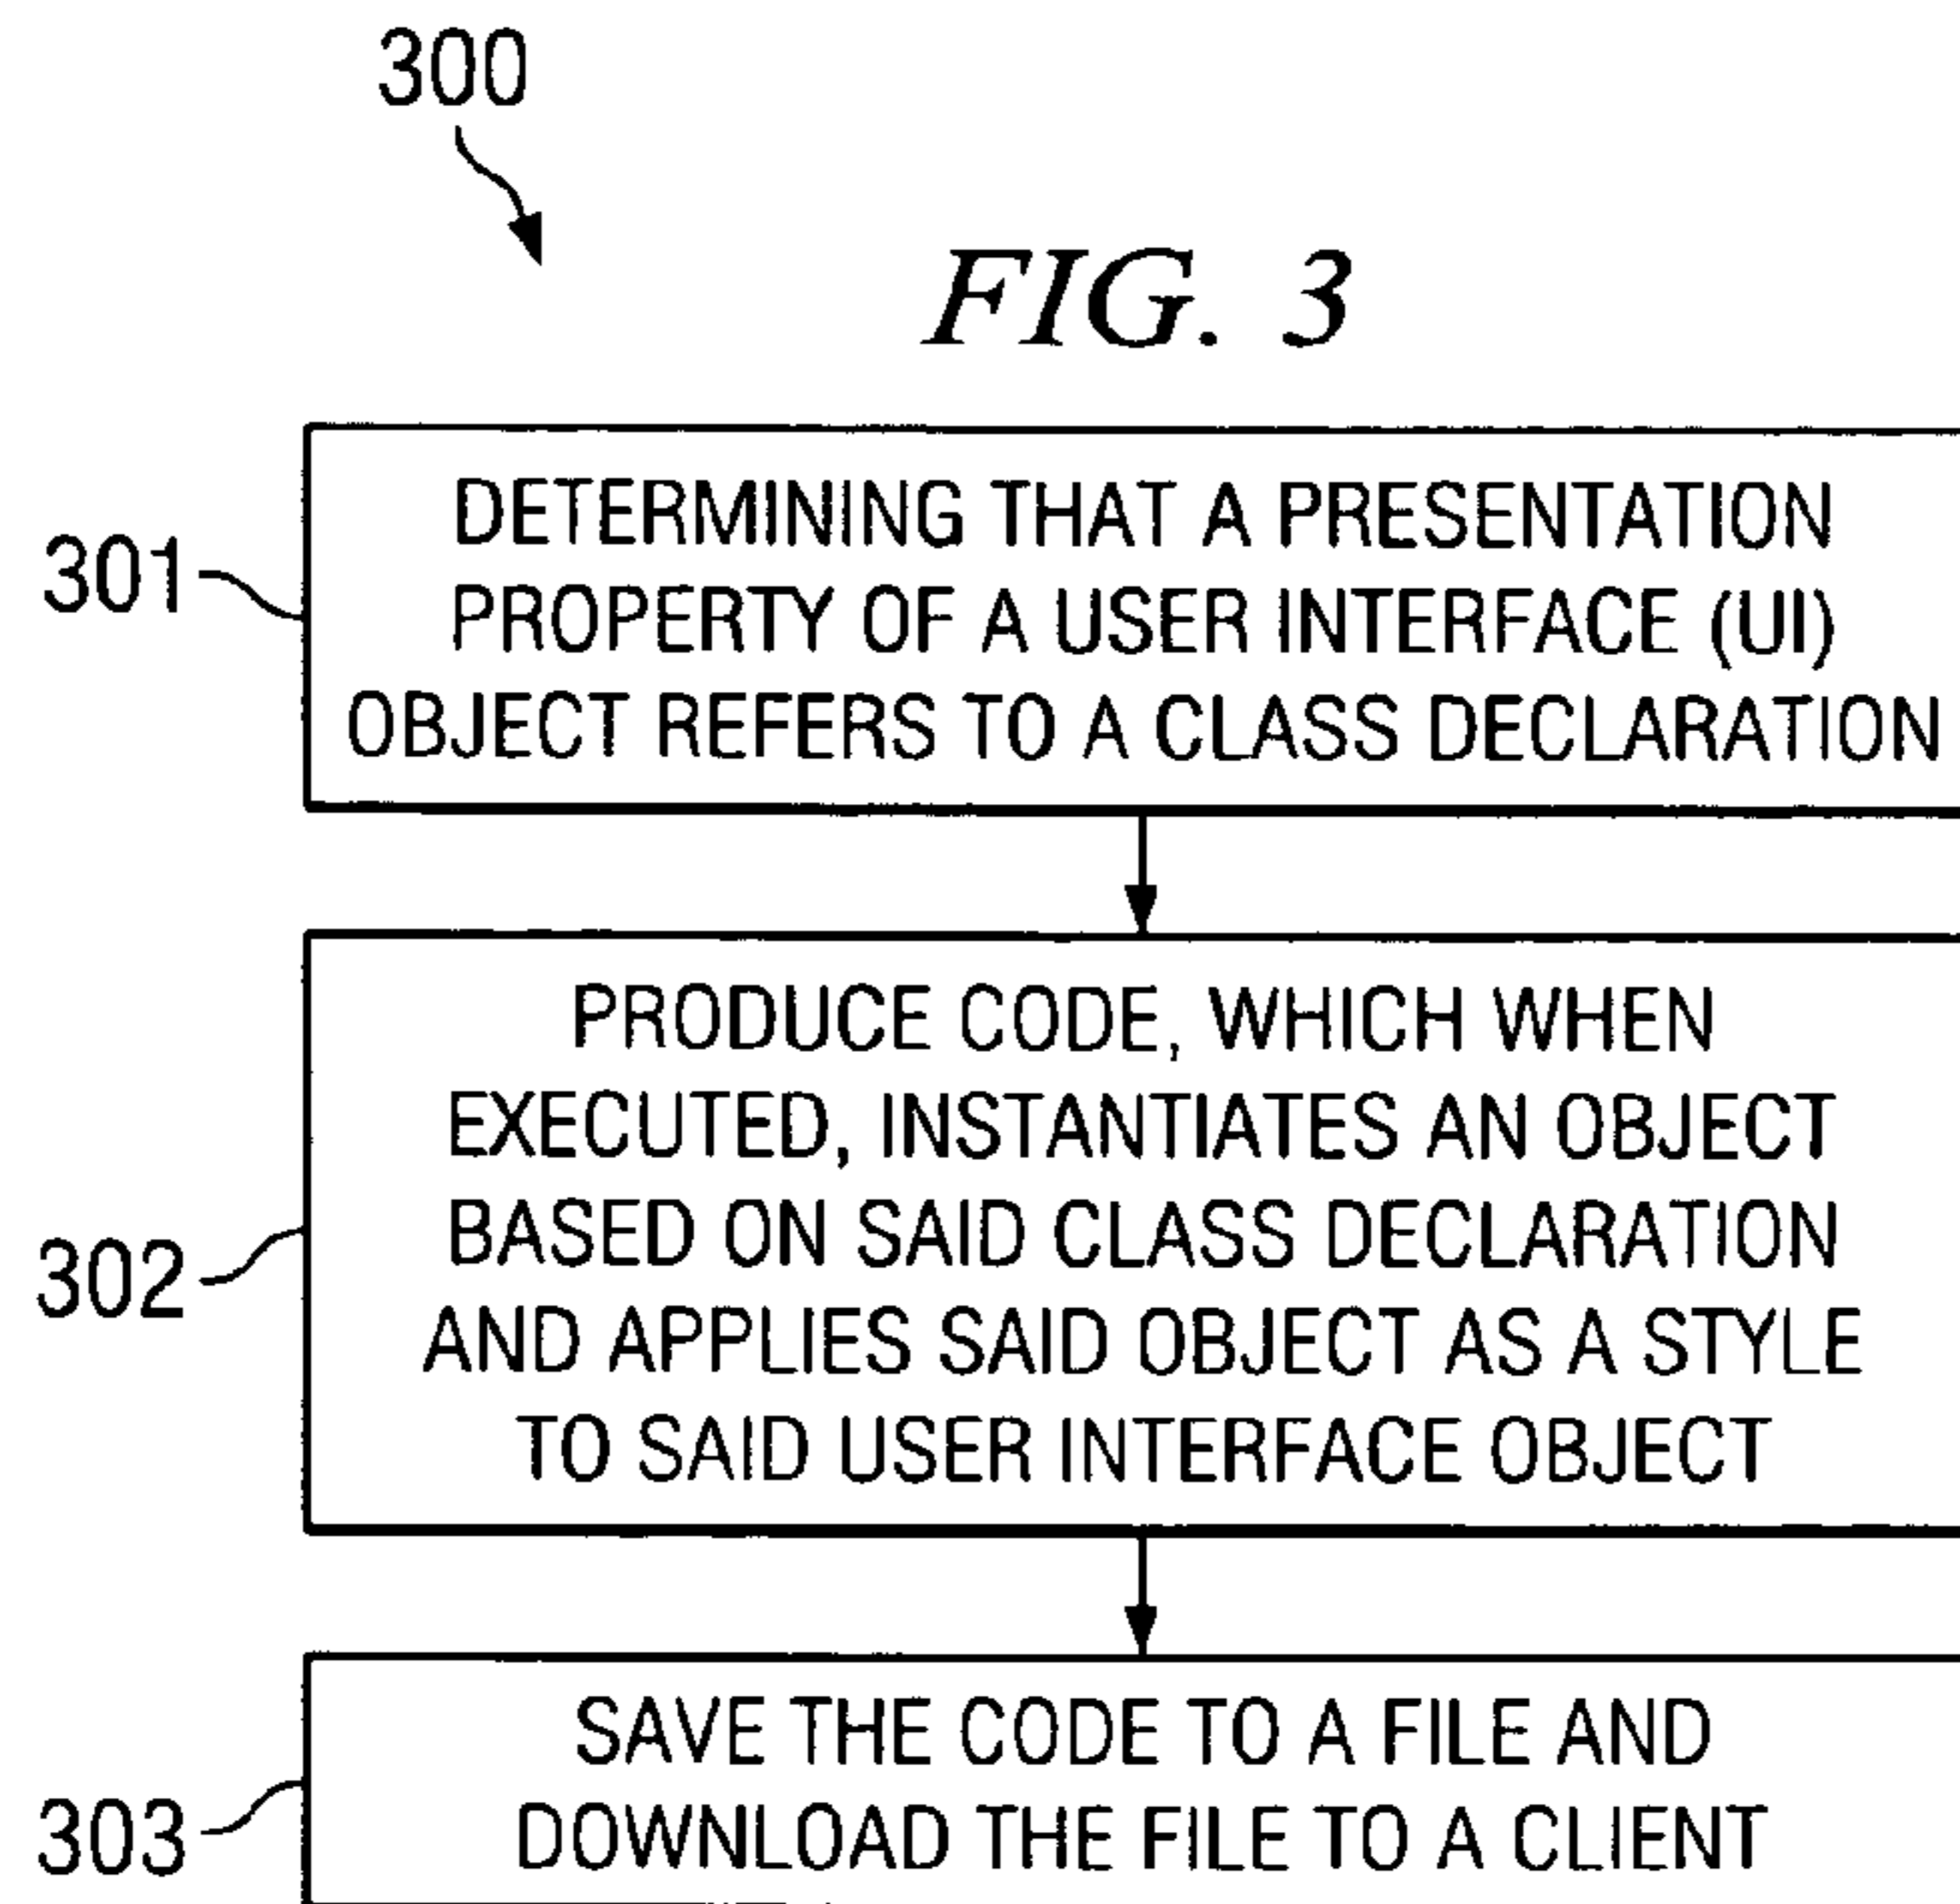 300
FIG. 3
301
DETERMINING THAT A PRESENTATION
PROPERTY OF A USER INTERFACE (UI)
OBJECT REFERS TO A CLASS DECLARATION
302
PRODUCE CODE, WHICH WHEN
EXECUTED, INSTANTIATES AN OBJECT
BASED ON SAID CLASS DECLARATION
AND APPLIES SAID OBJECT AS A STYLE
TO SAID USER INTERFACE OBJECT
303
SAVE THE CODE TO A FILE AND
DOWNLOAD THE FILE TO A CLIENT